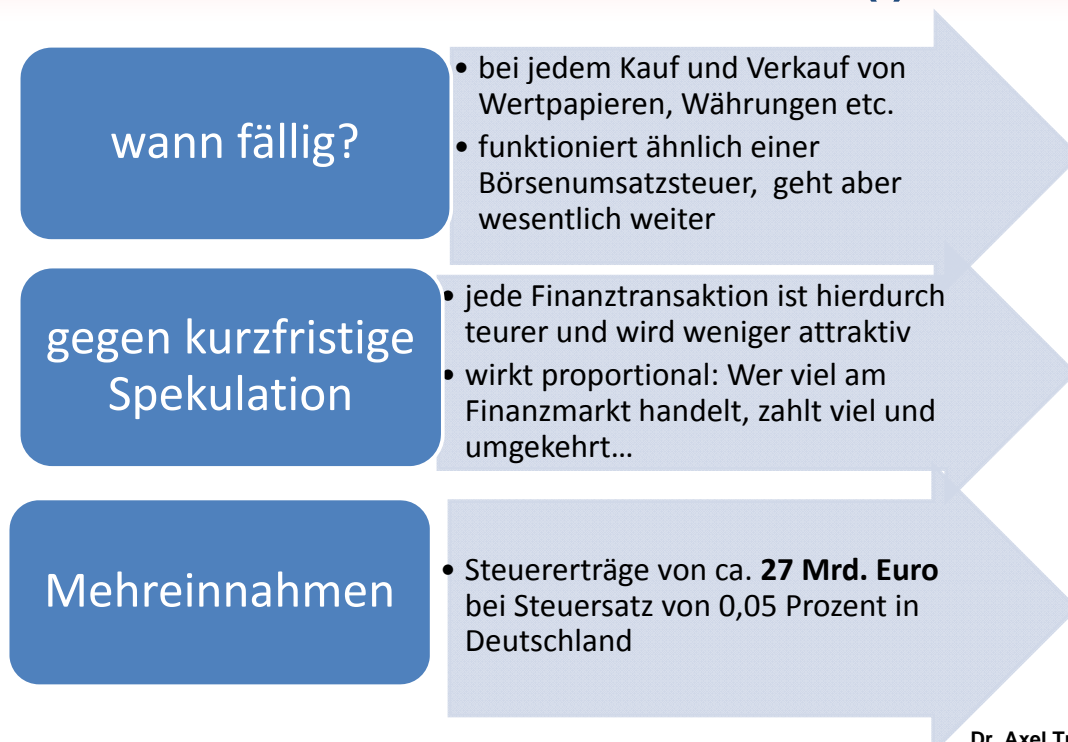 wann fällig?
• bei jedem Kauf und Verkauf von
Wertpapieren, Währungen etc.
• funktioniert ähnlich einer
Börsenumsatzsteuer, geht aber
wesentlich weiter
gegen kurzfristige
Spekulation
• jede Finanztransaktion ist hierdurch
teurer und wird weniger attraktiv
• wirkt proportional: Wer viel am
Finanzmarkt handelt, zahlt viel und
umgekehrt…
Mehreinnahmen
• Steuererträge von ca. 27 Mrd. Euro
bei Steuersatz von 0,05 Prozent in
Deutschland
Dr. Axel